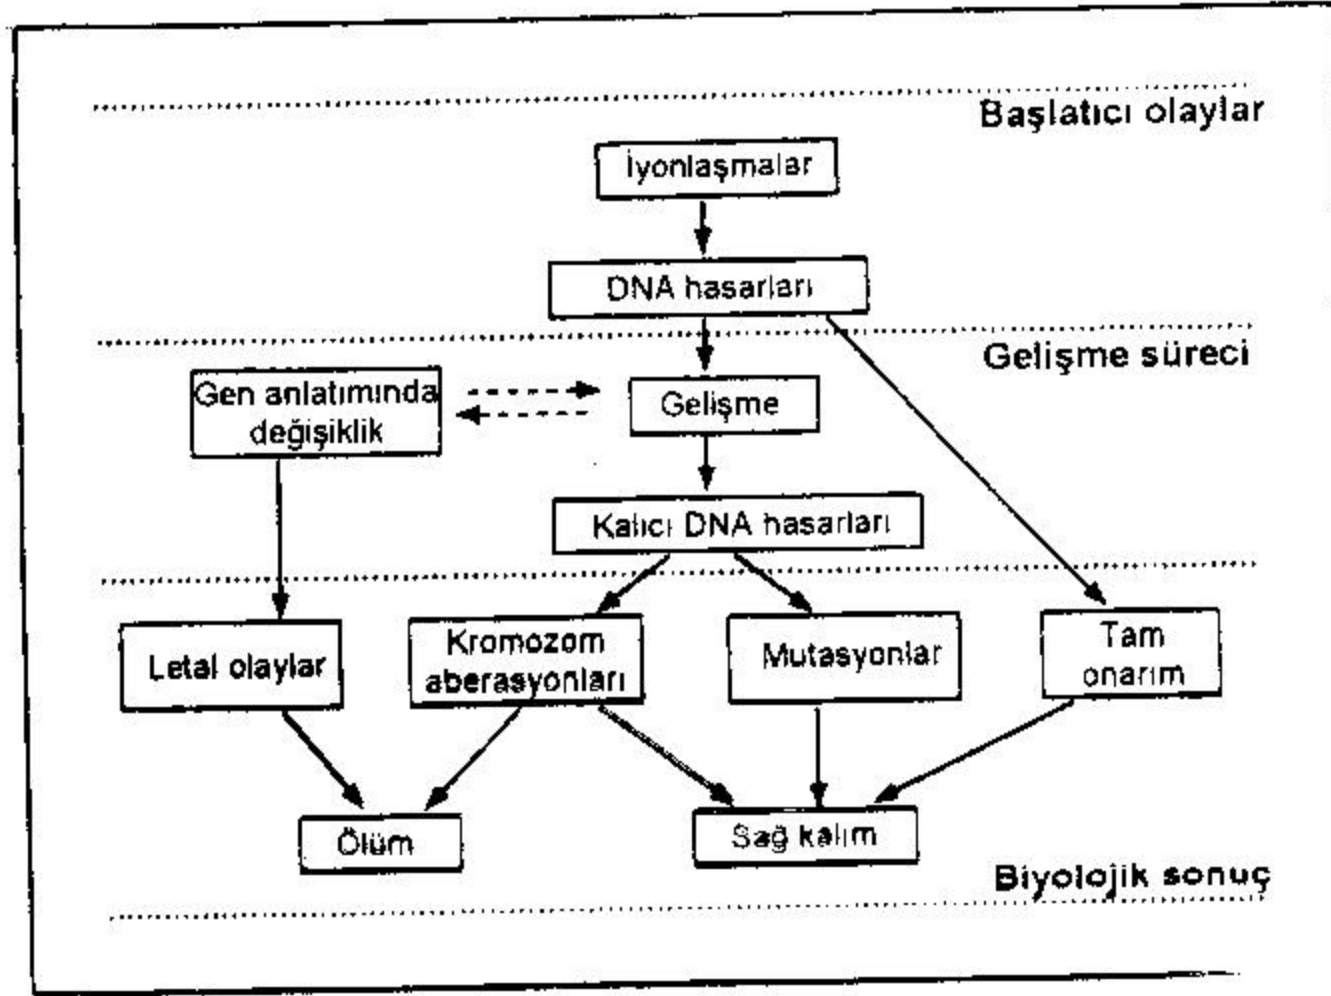 Başlatıcı olaylar
İyonlaşmalar
DNA hasarları
Gelişme süreci
Gen anlatımında
değişiklik
Gelişme
Kalıcı DNA hasarları
Letal olaylar
Kromozom
aberasyonları
Mutasyonlar
Tam
onarım
Ölüm
Sağ kalım
Biyolojik sonuç